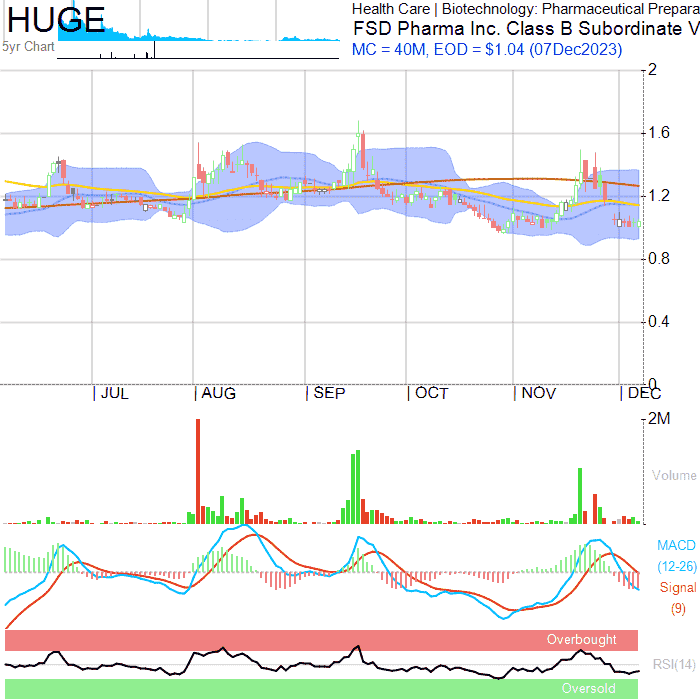 HUGE
5yr Chart
Health Care | Biotechnology: Pharmaceutical Prepara
FSD Pharma Inc. Class B Subordinate V
MC = 40M, EOD = $1.04 (07Dec2023)
2
1.6
1.2
0.8
0.4
0
JUL AUG SEP OCT NOV DEC
2M
Volume
MACD
(12-26)
Signal
(9)
Overbought
RSI(14)
Oversold